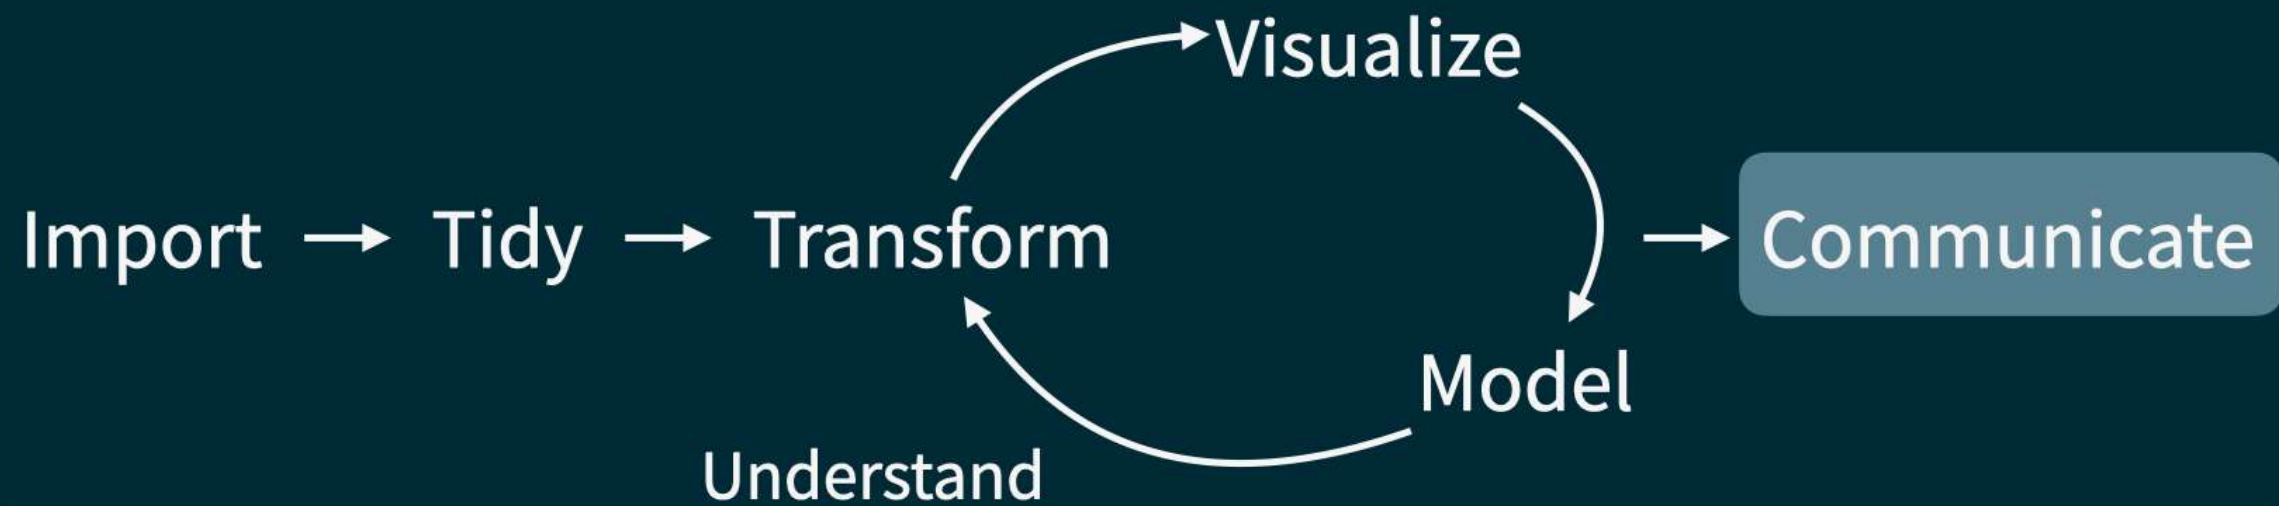 Visualize
Import → Tidy → Transform → Communicate
Model
Understand